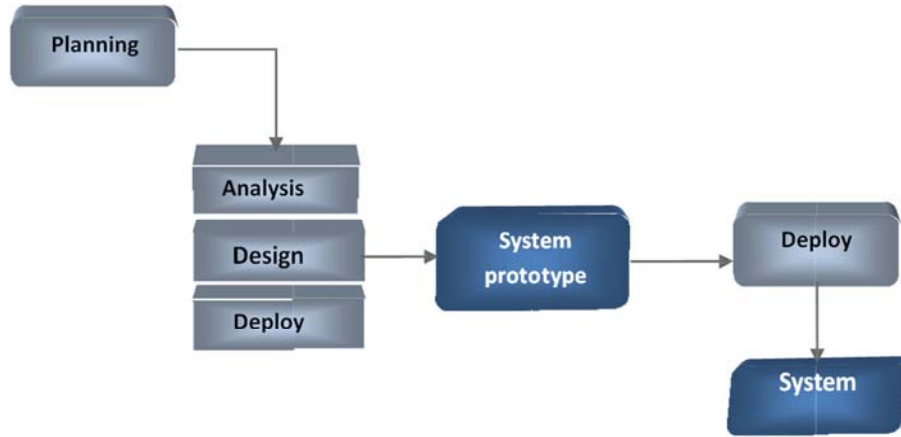 Planning
Analysis
Design
Deploy
System
prototype
Deploy
System